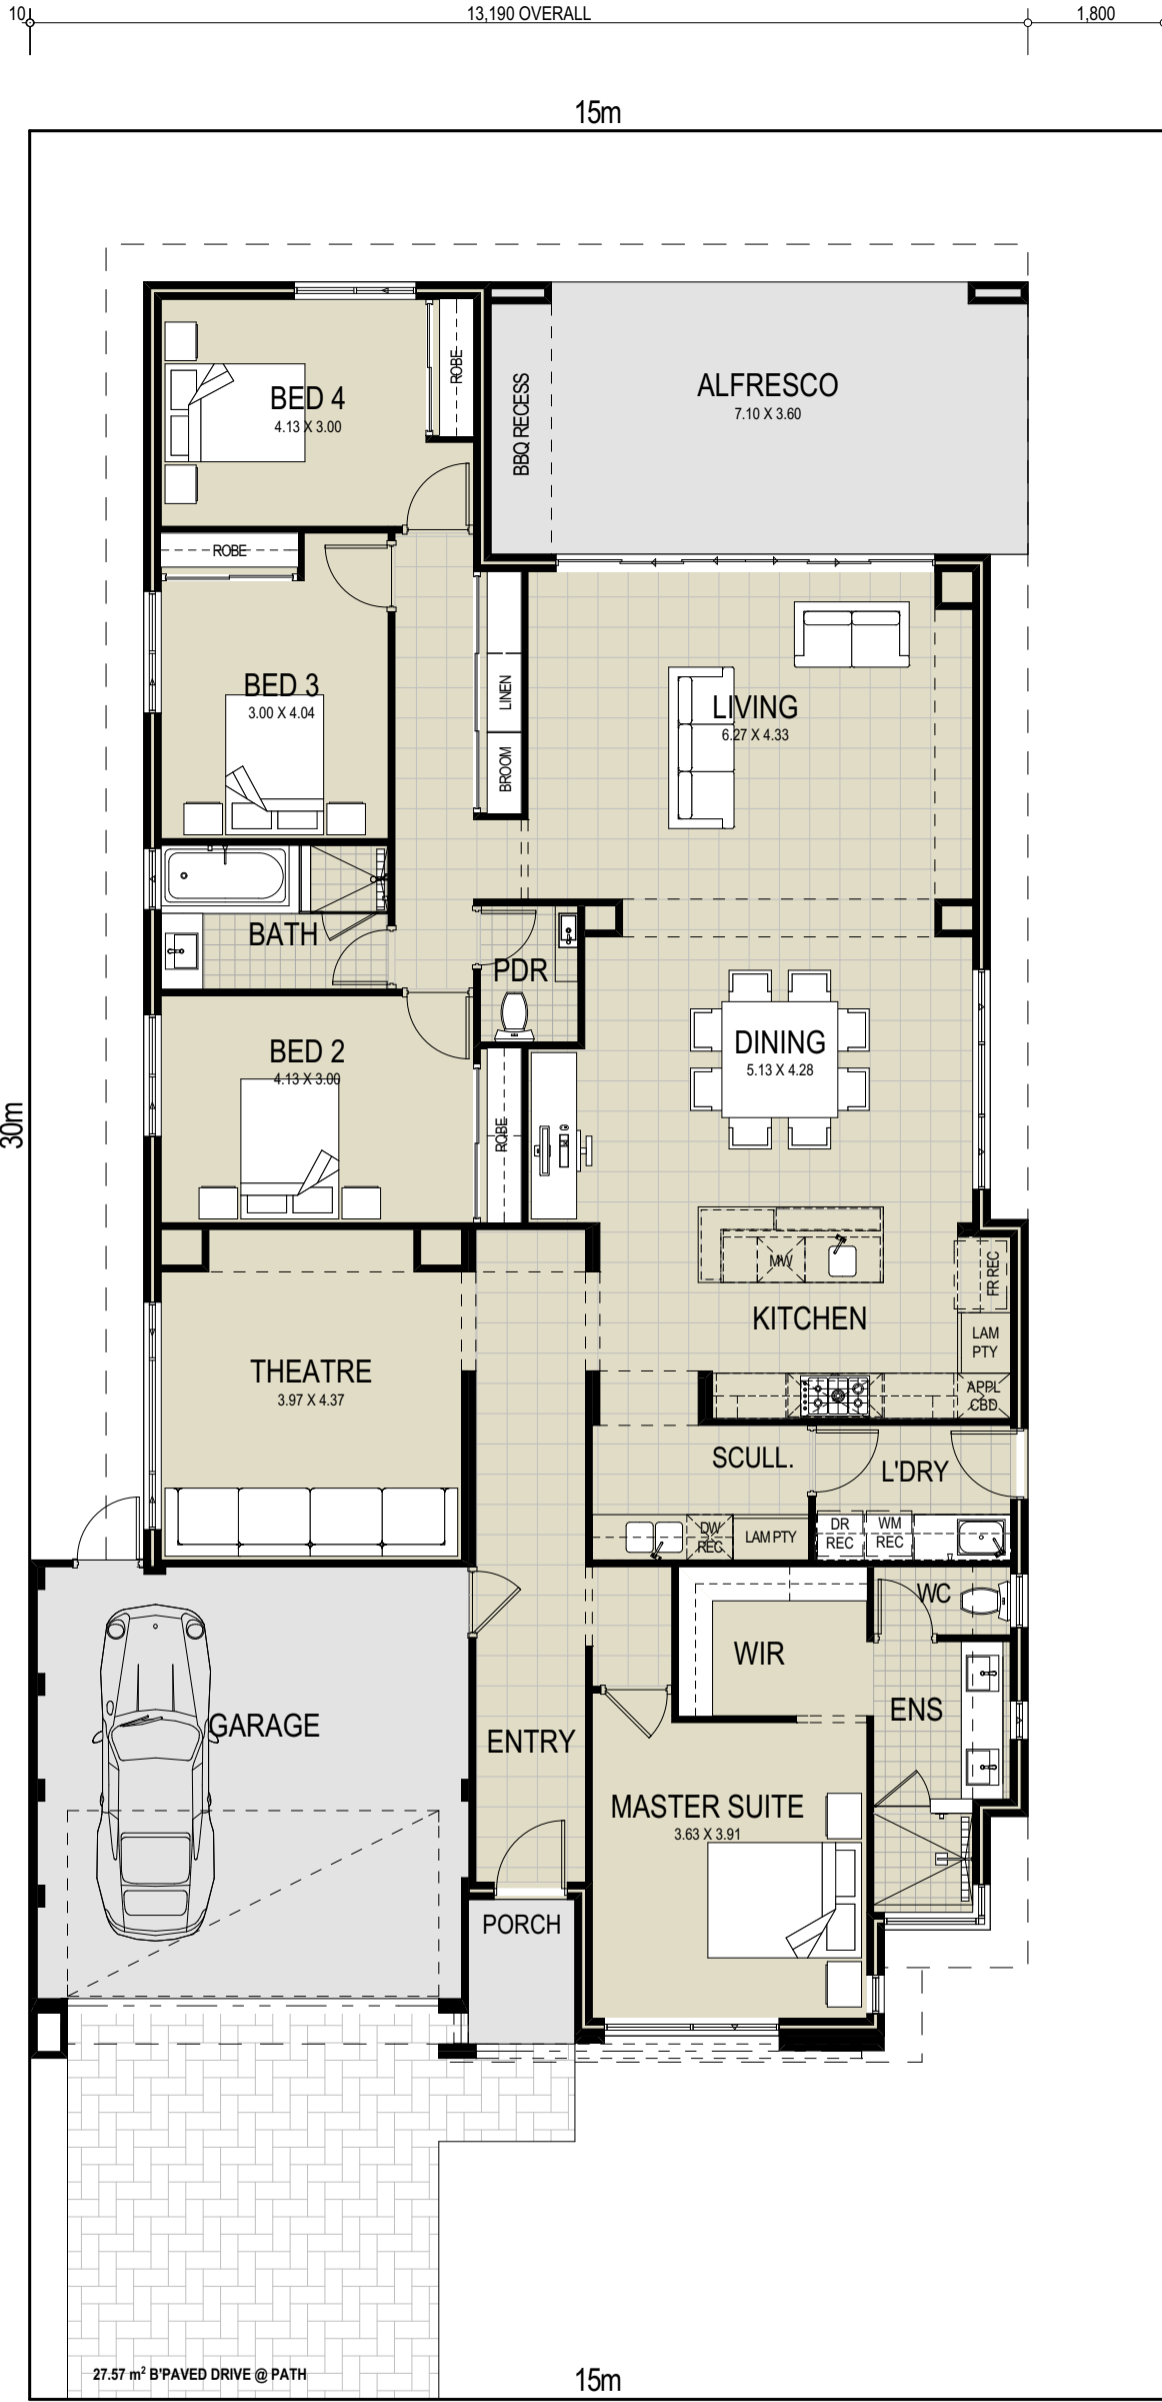 10
13,190 OVERALL
1,800
15m
BED 4
4.13 X 3.00
ROBE
BBQ RECESS
ALFRESCO
7.10 X 3.60
ROBE
BED 3
3.00 X 4.04
LINEN
BROOM
LIVING
6.27 X 4.33
BATH
PDR
BED 2
4.13 X 3.00
ROBE
DINING
5.13 X 4.28
30m
MW
FR REC
KITCHEN
LAM
PTY
APPL
CBD
THEATRE
3.97 X 4.37
SCULL.
L'DRY
DW
REC
LAM PTY
DR
REC
WM
REC
WC
WIR
ENS
GARAGE
ENTRY
MASTER SUITE
3.63 X 3.91
PORCH
27.57 m² B'PAVED DRIVE @ PATH
15m